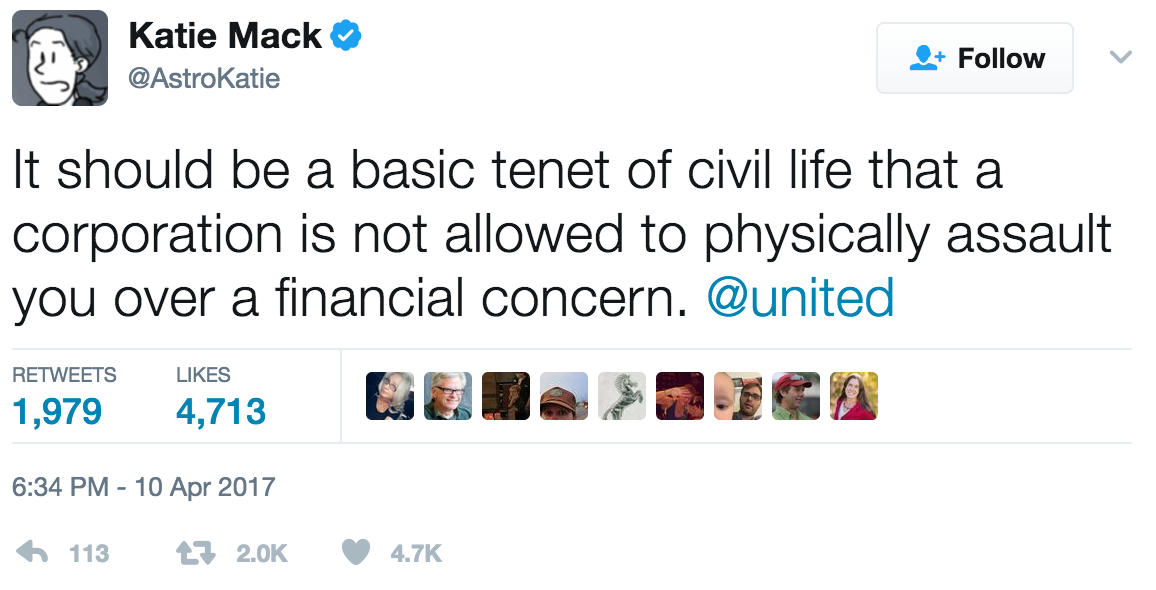 Katie Mack
@AstroKatie
Follow
It should be a basic tenet of civil life that a
corporation is not allowed to physically assault
you over a financial concern. @united
RETWEETS LIKES
1,979 4,713
6:34 PM - 10 Apr 2017
113 2.0K 4.7K